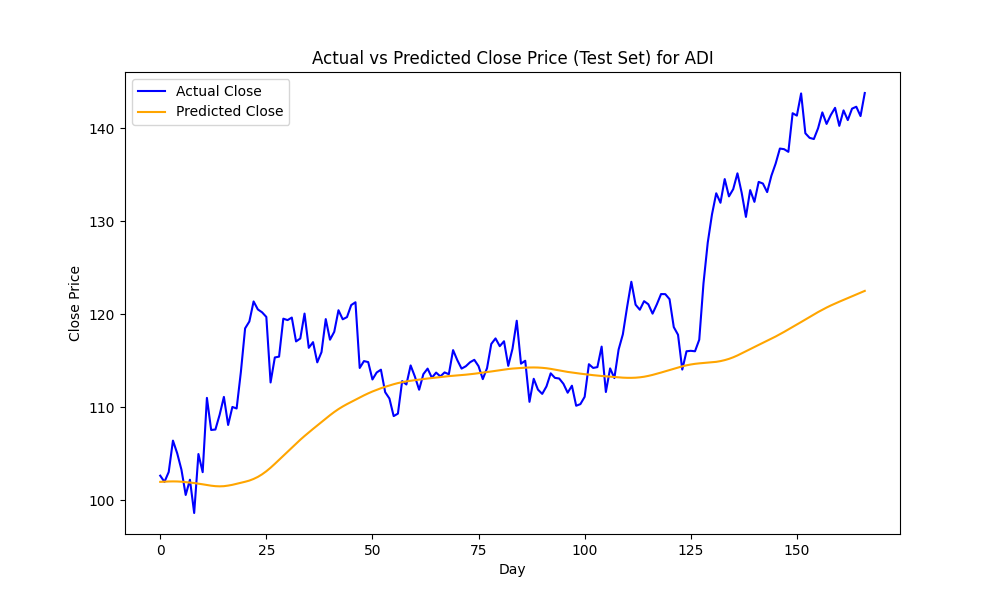 Actual vs Predicted Close Price (Test Set) for ADI
Actual Close
Predicted Close
140
130
120
110
100
Close Price
0 25 50 75 100 125 150
Day